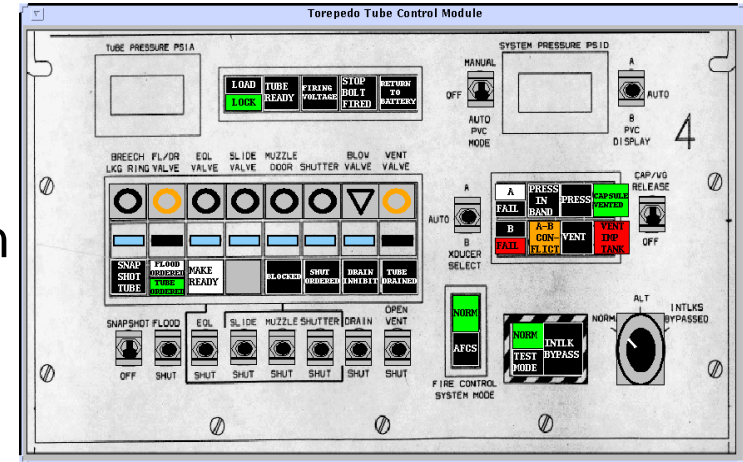 Torepedo Tube Control Module
TUBE PRESSURE PSIA
SYSTEM PRESSURE PSID
MANUAL
OFF
AUTO
PVC
MODE
A
AUTO
B
PVC
DISPLAY
4
LOAD
LOCK
TUBE
READY
FIRING
VOLTAGE
STOP
BOLT
FIRED
RETURN
TO
BATTERY
BREECH FL/DR EQL SLIDE MUZZLE BLOW VENT
LKG RING VALVE VALVE VALVE DOOR SHUTTER VALVE VALVE
SNAP
SHOT
TUBE
FLOOD
ORDERED
TUBE
ORDERED
MAKE
READY
BLOCKED
SHUT
ORDERED
DRAIN
INHIBIT
TUBE
DRAINED
A
AUTO
B
XDUCER
SELECT
A
FAIL
B
FAIL
PRESS
IN
BAND
A-B
CON-
FLICT
PRESS
VENT
CAPSULE
VENTED
VENT
IMP
TANK
CAP/WG
RELEASE
OFF
OPEN
SNAPSHOT FLOOD EQL SLIDE MUZZLE SHUTTER DRAIN VENT
OFF SHUT SHUT SHUT SHUT SHUT SHUT SHUT
NORM
AFCS
FIRE CONTROL
SYSTEM MODE
NORM
TEST
MODE
INTLK
BYPASS
ALT
NORM
INTLKS
BYPASSED
n